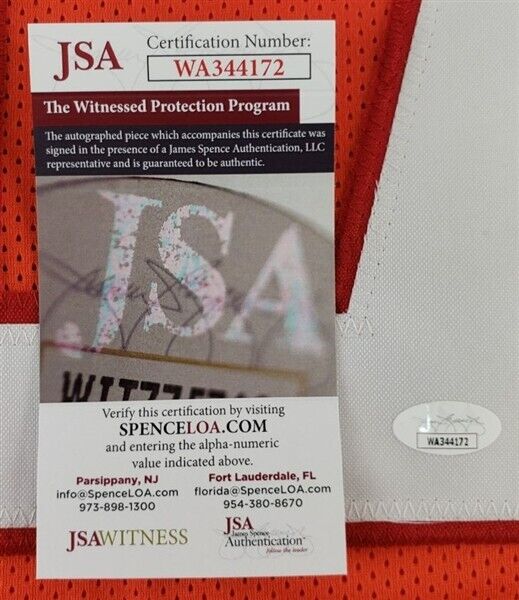 JSA
Certification Number:
WA344172
The Witnessed Protection Program
The autographed piece which accompanies this certificate was
signed in the presence of a James Spence Authentication, LLC
representative and is guaranteed to be authentic.
JSA
Verify this certification by visiting
SPENCELOA.COM
and entering the alpha-numeric
value indicated above.
Parsippany, NJ
info@SpenceLOA.com
973-898-1300
Fort Lauderdale, FL
florida@SpenceLOA.com
954-380-8670
JSAWITNESS
JSA
James Spence
Authentication
follow the leader
WA344172